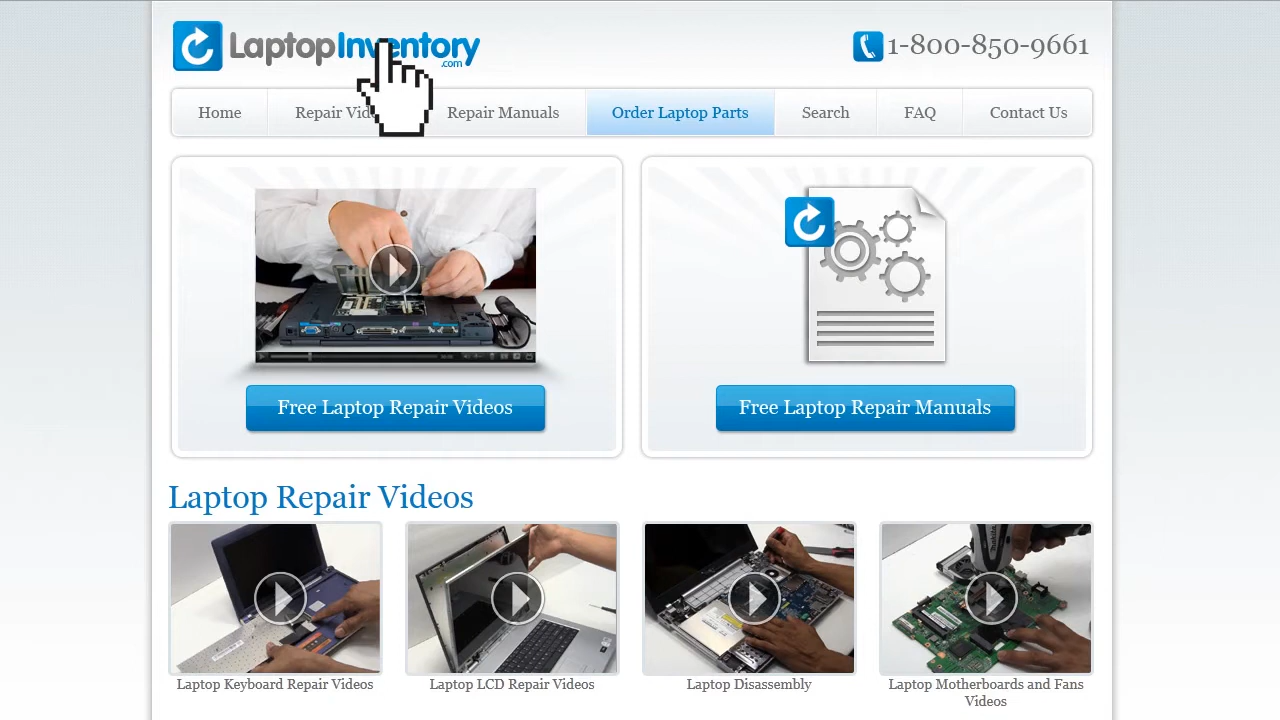 LaptopInventory
.com
1-800-850-9661
Home
Repair Manuals
Order Laptop Parts
Search
FAQ
Contact Us
Free Laptop Repair Videos
Free Laptop Repair Manuals
Laptop Repair Videos
Laptop Keyboard Repair Videos
Laptop LCD Repair Videos
Laptop Disassembly
Laptop Motherboards and Fans
Videos